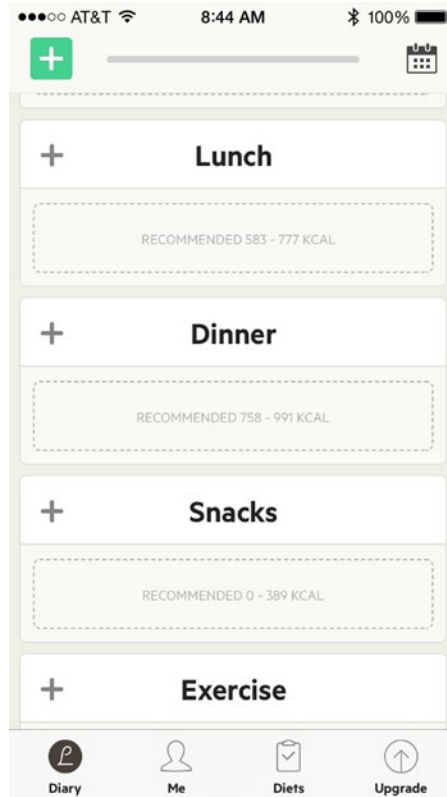 AT&T 8:44 AM 100%
Lunch
RECOMMENDED 583 - 777 KCAL
Dinner
RECOMMENDED 758 - 991 KCAL
Snacks
RECOMMENDED 0 - 389 KCAL
Exercise
Diary Me Diets Upgrade